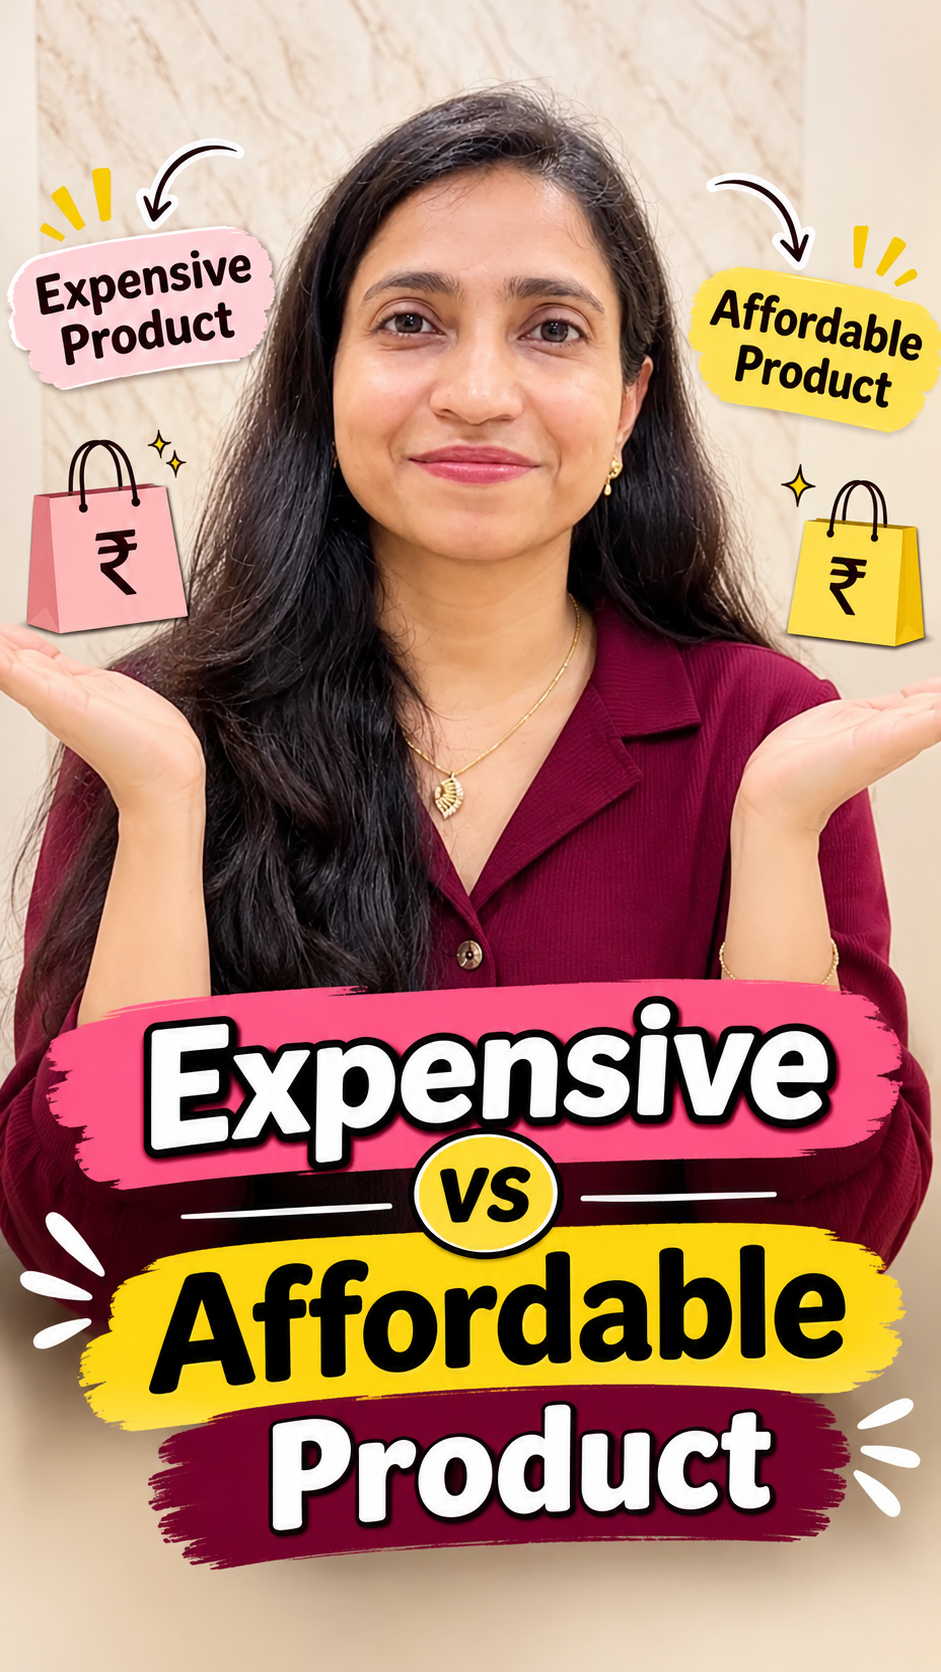 Expensive
Product
Affordable
Product
₹
₹
Expensive
vs
Affordable
Product